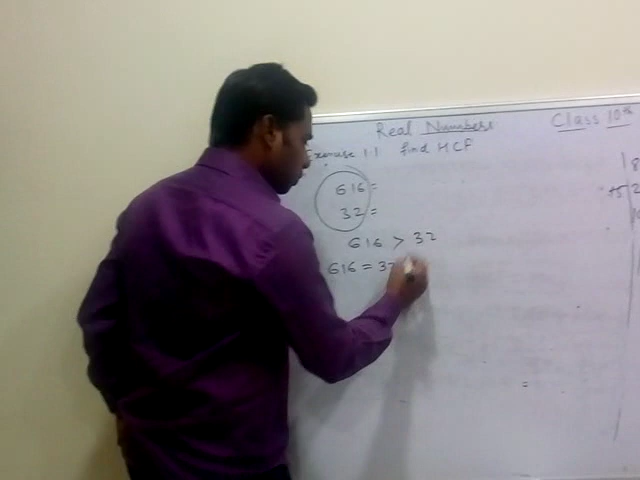 Real Numbers Class 10th
Exercise 1.1 find HCF
616 =
32 =
616 > 32
616 = 32